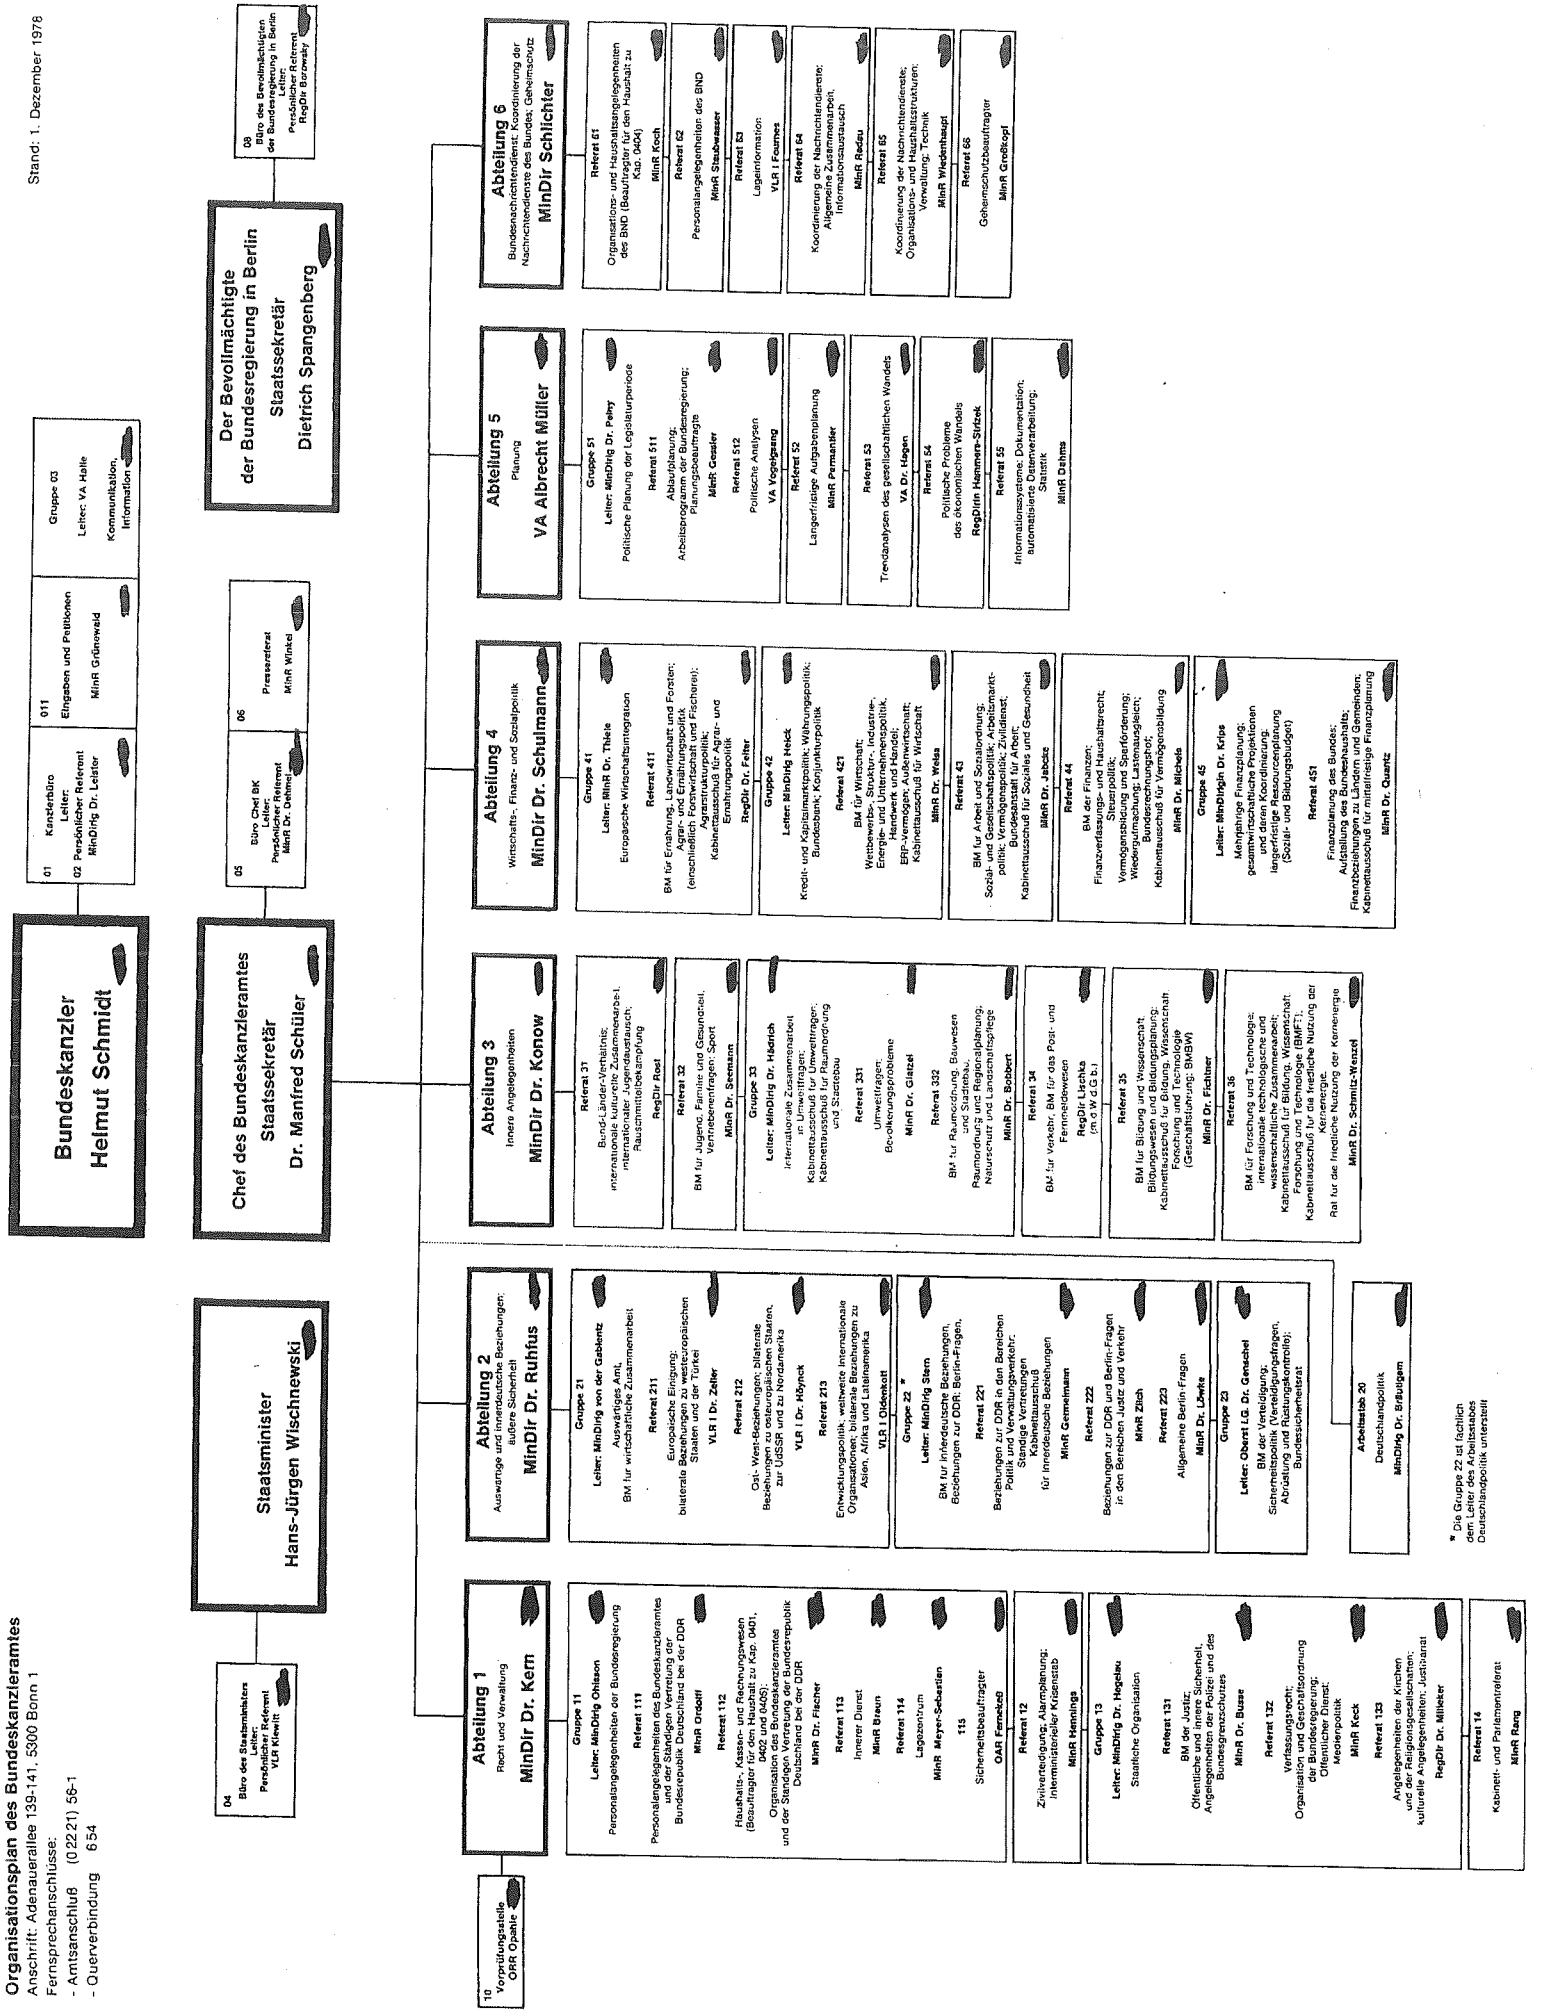 Organisationsplan des Bundeskanzleramtes
Anschrift: Adenauerallee 139-141, 5300 Bonn 1
Fernsprechanschlüsse:
- Amtsanschluß (0 22 21) 56-1
- Querverbindung 6 54
Stand: 1. Dezember 1978
Bundeskanzler
Helmut Schmidt
01
Kanzlerbüro
Leiter:
02 Persönlicher Referent
MinDirig Dr. Leister
011
Eingaben und Petitionen
MinR Grünewald
Gruppe 03
Leiter: VA Halle
Kommunikation,
Information
04
Büro des Staatsministers
Leiter:
Persönlicher Referent
VLR Kiewitt
Staatsminister
Hans-Jürgen Wischnewski
Chef des Bundeskanzleramtes
Staatssekretär
Dr. Manfred Schüler
05
Büro Chef BK
Leiter:
Persönlicher Referent
MinR Dr. Oehmel
06
Pressereferat
MinR Winkel
Der Bevollmächtigte
der Bundesregierung in Berlin
Staatssekretär
Dietrich Spangenberg
08
Büro des Bevollmächtigten
der Bundesregierung in Berlin
Leiter:
Persönlicher Referent
RegDir Borowsky
10
Vorprüfungsstelle
ORR Opahle
Abteilung 1
Recht und Verwaltung
MinDir Dr. Kern
Gruppe 11
Leiter: MinDirig Ohlsson
Personalangelegenheiten der Bundesregierung
Referat 111
Personalangelegenheiten des Bundeskanzleramtes
und der Ständigen Vertretung der
Bundesrepublik Deutschland bei der DDR
MinR Ordolff
Referat 112
Haushalts-, Kassen- und Rechnungswesen
(Beauftragter für den Haushalt zu Kap. 0401,
0402 und 0405);
Organisation des Bundeskanzleramtes
und der Ständigen Vertretung der Bundesrepublik
Deutschland bei der DDR
MinR Dr. Fischer
Referat 113
Innerer Dienst
MinR Breun
Referat 114
Lagezentrum
MinR Meyer-Sebastian
115
Sicherheitsbeauftragter
OAR Fernekeß
Referat 12
Zivilverteidigung; Alarmplanung;
Interministerieller Krisenstab
MinR Hennings
Gruppe 13
Leiter: MinDirig Dr. Hegelau
Staatliche Organisation
Referat 131
BM der Justiz;
Öffentliche und innere Sicherheit,
Angelegenheiten der Polizei und des
Bundesgrenzschutzes
MinR Dr. Busse
Referat 132
Verfassungsrecht;
Organisation und Geschäftsordnung
der Bundesregierung;
Öffentlicher Dienst;
Medienpolitik
MinR Keck
Referat 133
Angelegenheiten der Kirchen
und der Religionsgesellschaften;
kulturelle Angelegenheiten; Justitiariat
RegDir Dr. Mileker
Referat 14
Kabinett- und Parlamentreferat
MinR Rang
Abteilung 2
Auswärtige und innerdeutsche Beziehungen;
äußere Sicherheit
MinDir Dr. Ruhfus
Gruppe 21
Leiter: MinDirig von der Gablentz
Auswärtiges Amt,
BM für wirtschaftliche Zusammenarbeit
Referat 211
Europäische Einigung;
bilaterale Beziehungen zu westeuropäischen
Staaten und der Türkei
VLR I Dr. Zeller
Referat 212
Ost-West-Beziehungen; bilaterale
Beziehungen zu osteuropäischen Staaten,
zur UdSSR und zu Nordamerika
VLR I Dr. Höynck
Referat 213
Entwicklungspolitik; weltweite Internationale
Organisationen; bilaterale Beziehungen zu
Asien, Afrika und Lateinamerika
VLR I Oldenkott
Gruppe 22 *
Leiter: MinDirig Stern
BM für innerdeutsche Beziehungen,
Beziehungen zur DDR; Berlin-Fragen,
Referat 221
Beziehungen zur DDR in den Bereichen
Politik und Verwaltungsverkehr;
Ständige Vertretungen
Kabinettausschuß
für innerdeutsche Beziehungen
MinR Germelmann
Referat 222
Beziehungen zur DDR und Berlin-Fragen
in den Bereichen Justiz und Verkehr
MinR Zilch
Referat 223
Allgemeine Berlin-Fragen
MinR Dr. Löwke
Gruppe 23
Leiter: Oberst i.G. Dr. Genschel
BM der Verteidigung;
Sicherheitspolitik (Verteidigungsfragen,
Abrüstung und Rüstungskontrolle);
Bundessicherheitsrat
Arbeitsstab 20
Deutschlandpolitik
MinDirig Dr. Bräutigam
* Die Gruppe 22 ist fachlich
dem Leiter des Arbeitsstabes
Deutschlandpolitik unterstellt
Abteilung 3
Innere Angelegenheiten
MinDir Dr. Konow
Referat 31
Bund-Länder-Verhältnis;
internationale kulturelle Zusammenarbeit,
internationaler Jugendaustausch;
Rauschmittelbekämpfung
RegDir Rost
Referat 32
BM für Jugend, Familie und Gesundheit,
Vertriebenenfragen; Sport
MinR Dr. Seemann
Gruppe 33
Leiter: MinDirig Dr. Hädrich
Internationale Zusammenarbeit
in Umweltfragen;
Kabinettausschuß für Umweltfragen;
Kabinettausschuß für Raumordnung
und Städtebau
Referat 331
Umweltfragen;
Bevölkerungsprobleme
MinR Dr. Glatzel
Referat 332
BM für Raumordnung, Bauwesen
und Städtebau;
Raumordnung und Regionalplanung;
Naturschutz und Landschaftspflege
MinR Dr. Bobbert
Referat 34
BM für Verkehr, BM für das Post- und
Fernmeldewesen
RegDir Lischka
(m d W d G b.)
Referat 35
BM für Bildung und Wissenschaft,
Bildungswesen und Bildungsplanung;
Kabinettausschuß für Bildung, Wissenschaft
Forschung und Technologie
(Geschäftsführung: BMBW)
MinR Dr. Fichtner
Referat 36
BM für Forschung und Technologie;
internationale technologische und
wissenschaftliche Zusammenarbeit;
Kabinettausschuß für Bildung, Wissenschaft
Forschung und Technologie (BMFT);
Kabinettausschuß für die friedliche Nutzung der
Kernenergie;
Rat für die friedliche Nutzung der Kernenergie
MinR Dr. Schmitz-Wenzel
Abteilung 4
Wirtschafts-, Finanz- und Sozialpolitik
MinDir Dr. Schulmann
Gruppe 41
Leiter: MinR Dr. Thiele
Europäische Wirtschaftsintegration
Referat 411
BM für Ernährung, Landwirtschaft und Forsten;
Agrar- und Ernährungspolitik
(einschließlich Forstwirtschaft und Fischerei);
Agrarstrukturpolitik;
Kabinettausschuß für Agrar- und
Ernährungspolitik
RegDir Dr. Felter
Gruppe 42
Leiter: MinDirig Heick
Kredit- und Kapitalmarktpolitik; Währungspolitik;
Bundesbank; Konjunkturpolitik
Referat 421
BM für Wirtschaft;
Wettbewerbs-, Struktur-, Industrie-,
Energie- und Unternehmenspolitik,
Handwerk und Handel;
ERP-Vermögen; Außenwirtschaft;
Kabinettausschuß für Wirtschaft
MinR Dr. Weiss
Referat 43
BM für Arbeit und Sozialordnung;
Sozial- und Gesellschaftspolitik; Arbeitsmarkt-
politik; Vermögenspolitik; Zivildienst;
Bundesanstalt für Arbeit;
Kabinettausschuß für Soziales und Gesundheit
MinR Dr. Jabcke
Referat 44
BM der Finanzen;
Finanzverfassungs- und Haushaltsrecht;
Steuerpolitik;
Vermögensbildung und Sparförderung;
Wiedergutmachung; Lastenausgleich;
Bundesrechnungshof;
Kabinettausschuß für Vermögensbildung
MinR Dr. Michels
Gruppe 45
Leiter: MinDirigin Dr. Krips
Mehrjährige Finanzplanung;
gesamtwirtschaftliche Projektionen
und deren Koordinierung;
längerfristige Ressourcenplanung
(Sozial- und Bildungsbudget)
Referat 451
Finanzplanung des Bundes;
Aufstellung des Bundeshaushalts;
Finanzbeziehungen zu Ländern und Gemeinden;
Kabinettausschuß für mittelfristige Finanzplanung
MinR Dr. Quantz
Abteilung 5
Planung
VA Albrecht Müller
Gruppe 51
Leiter: MinDirig Dr. Petry
Politische Planung der Legislaturperiode
Referat 511
Ablaufplanung;
Arbeitsprogramm der Bundesregierung;
Planungsbeauftragte
MinR Gessler
Referat 512
Politische Analysen
VA Vogelgsang
Referat 52
Längerfristige Aufgabenplanung
MinR Permantier
Referat 53
Trendanalysen des gesellschaftlichen Wandels
VA Dr. Hagen
Referat 54
Politische Probleme
des ökonomischen Wandels
RegDirin Hammers-Strizek
Referat 55
Informationssysteme; Dokumentation;
automatisierte Datenverarbeitung;
Statistik
MinR Dahms
Abteilung 6
Bundesnachrichtendienst; Koordinierung der
Nachrichtendienste des Bundes; Geheimschutz
MinDir Schlichter
Referat 61
Organisations- und Haushaltsangelegenheiten
des BND (Beauftragter für den Haushalt zu
Kap. 0404)
MinR Koch
Referat 62
Personalangelegenheiten des BND
MinR Staubwasser
Referat 63
Lageinformation
VLR I Fournes
Referat 64
Koordinierung der Nachrichtendienste;
Allgemeine Zusammenarbeit,
Informationsaustausch
MinR Radau
Referat 65
Koordinierung der Nachrichtendienste;
Organisations- und Haushaltsstrukturen;
Verwaltung; Technik
MinR Wiedenhaupt
Referat 66
Geheimschutzbeauftragter
MinR Großkopf